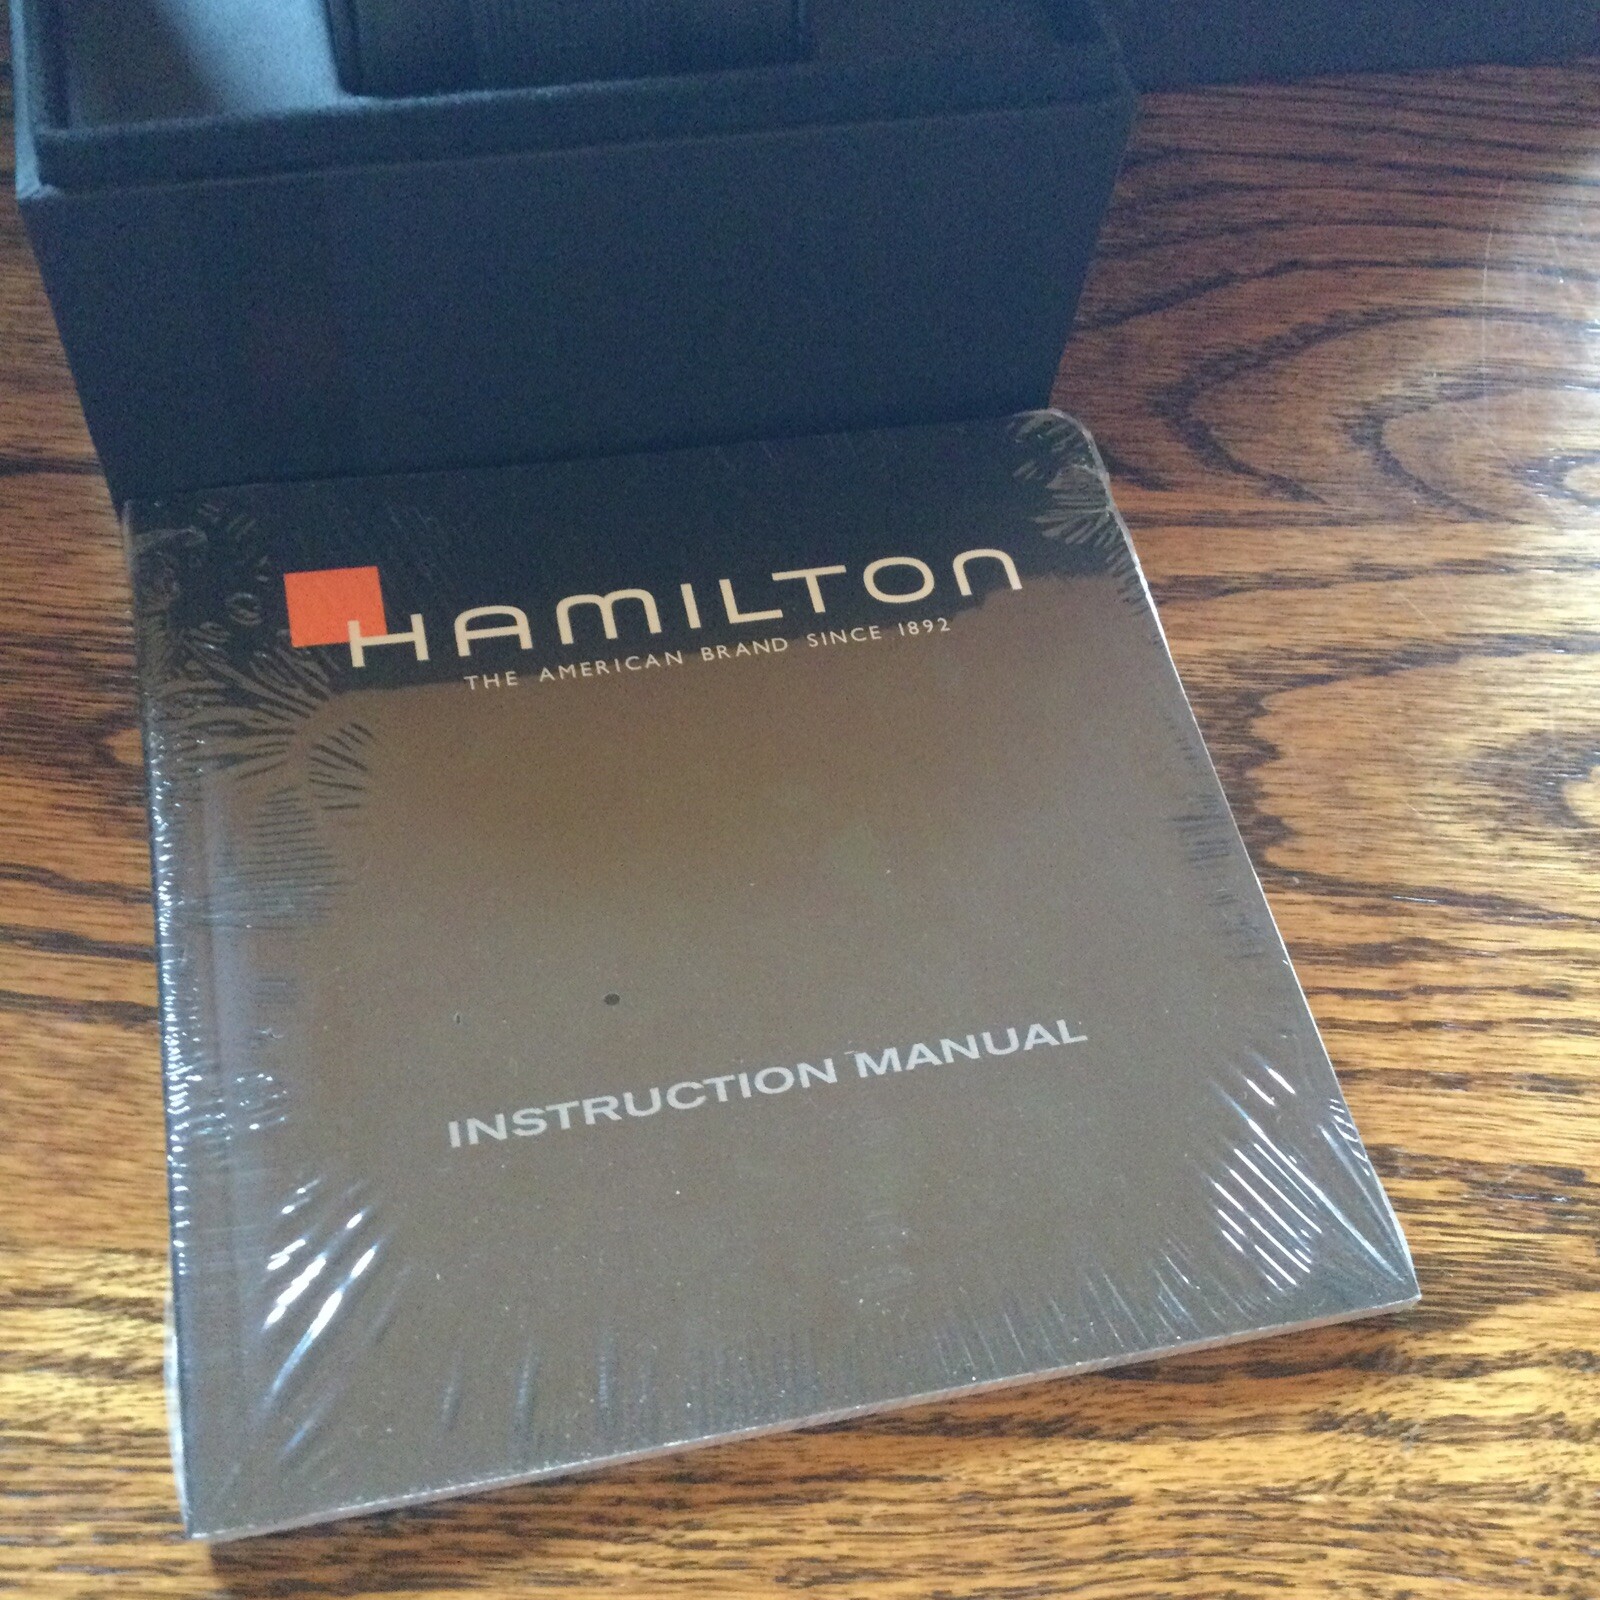 HAMILTON
THE AMERICAN BRAND SINCE 1892
INSTRUCTION MANUAL